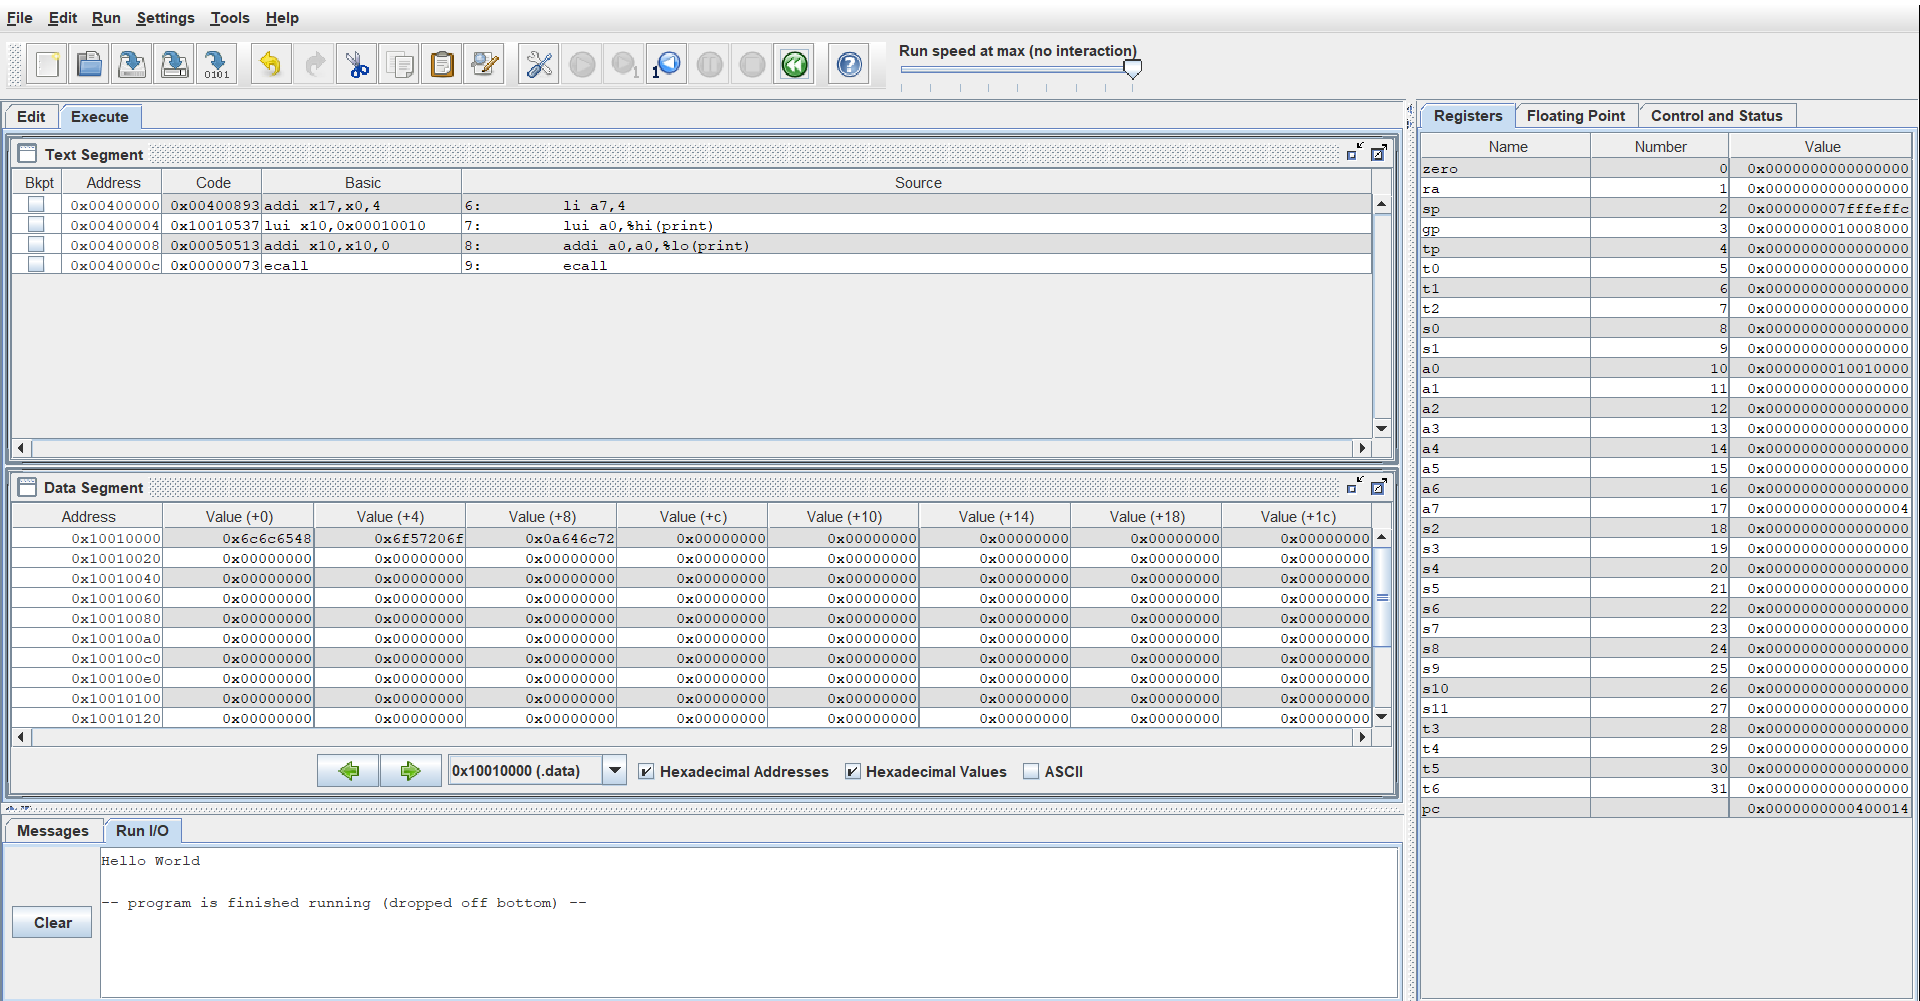 File Edit Run Settings Tools Help
Run speed at max (no interaction)
0101
1
1
Edit Execute
Text Segment
Bkpt Address Code Basic Source
0x00400000 0x00400893 addi x17,x0,4 6: li a7,4
0x00400004 0x10010537 lui x10,0x00010010 7: lui a0,%hi(print)
0x00400008 0x00050513 addi x10,x10,0 8: addi a0,a0,%lo(print)
0x0040000c 0x00000073 ecall 9: ecall
Data Segment
Address Value (+0) Value (+4) Value (+8) Value (+c) Value (+10) Value (+14) Value (+18) Value (+1c)
0x10010000 0x6c6c6548 0x6f57206f 0x0a646c72 0x00000000 0x00000000 0x00000000 0x00000000 0x00000000
0x10010020 0x00000000 0x00000000 0x00000000 0x00000000 0x00000000 0x00000000 0x00000000 0x00000000
0x10010040 0x00000000 0x00000000 0x00000000 0x00000000 0x00000000 0x00000000 0x00000000 0x00000000
0x10010060 0x00000000 0x00000000 0x00000000 0x00000000 0x00000000 0x00000000 0x00000000 0x00000000
0x10010080 0x00000000 0x00000000 0x00000000 0x00000000 0x00000000 0x00000000 0x00000000 0x00000000
0x100100a0 0x00000000 0x00000000 0x00000000 0x00000000 0x00000000 0x00000000 0x00000000 0x00000000
0x100100c0 0x00000000 0x00000000 0x00000000 0x00000000 0x00000000 0x00000000 0x00000000 0x00000000
0x100100e0 0x00000000 0x00000000 0x00000000 0x00000000 0x00000000 0x00000000 0x00000000 0x00000000
0x10010100 0x00000000 0x00000000 0x00000000 0x00000000 0x00000000 0x00000000 0x00000000 0x00000000
0x10010120 0x00000000 0x00000000 0x00000000 0x00000000 0x00000000 0x00000000 0x00000000 0x00000000
0x10010000 (.data) Hexadecimal Addresses Hexadecimal Values ASCII
Messages Run I/O
Clear
Hello World
-- program is finished running (dropped off bottom) --
Registers Floating Point Control and Status
Name Number Value
zero 0 0x0000000000000000
ra 1 0x0000000000000000
sp 2 0x000000007fffeffc
gp 3 0x0000000010008000
tp 4 0x0000000000000000
t0 5 0x0000000000000000
t1 6 0x0000000000000000
t2 7 0x0000000000000000
s0 8 0x0000000000000000
s1 9 0x0000000000000000
a0 10 0x0000000010010000
a1 11 0x0000000000000000
a2 12 0x0000000000000000
a3 13 0x0000000000000000
a4 14 0x0000000000000000
a5 15 0x0000000000000000
a6 16 0x0000000000000000
a7 17 0x0000000000000004
s2 18 0x0000000000000000
s3 19 0x0000000000000000
s4 20 0x0000000000000000
s5 21 0x0000000000000000
s6 22 0x0000000000000000
s7 23 0x0000000000000000
s8 24 0x0000000000000000
s9 25 0x0000000000000000
s10 26 0x0000000000000000
s11 27 0x0000000000000000
t3 28 0x0000000000000000
t4 29 0x0000000000000000
t5 30 0x0000000000000000
t6 31 0x0000000000000000
pc 0x0000000000400014